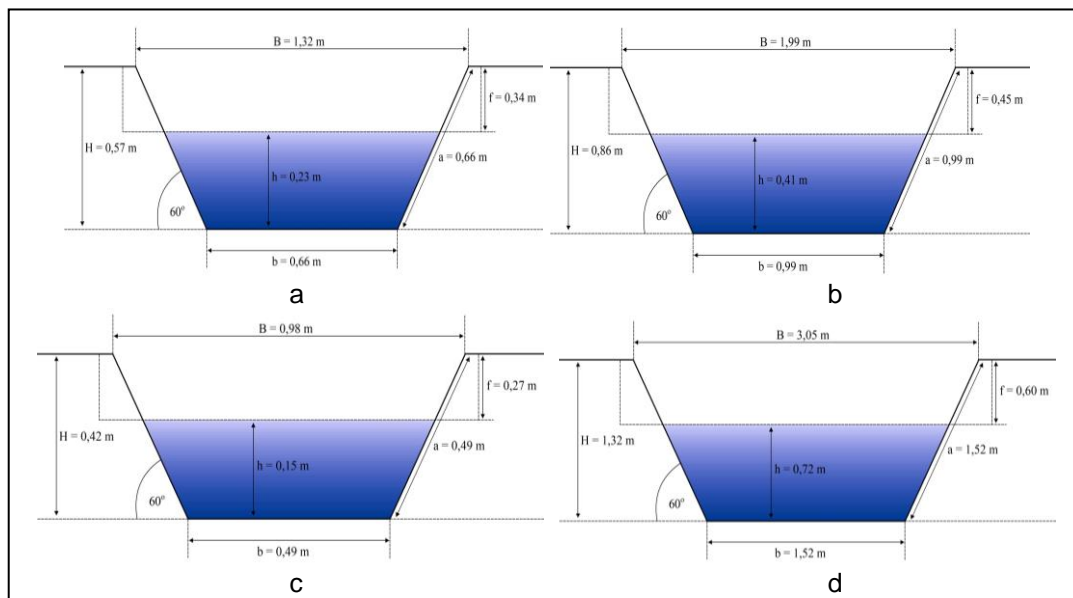 B = 1,32 m
H = 0,57 m
f = 0,34 m
a = 0,66 m
h = 0,23 m
60°
b = 0,66 m
a
B = 1,99 m
H = 0,86 m
f = 0,45 m
a = 0,99 m
h = 0,41 m
60°
b = 0,99 m
b
B = 0,98 m
H = 0,42 m
f = 0,27 m
a = 0,49 m
h = 0,15 m
60°
b = 0,49 m
c
B = 3,05 m
H = 1,32 m
f = 0,60 m
a = 1,52 m
h = 0,72 m
60°
b = 1,52 m
d